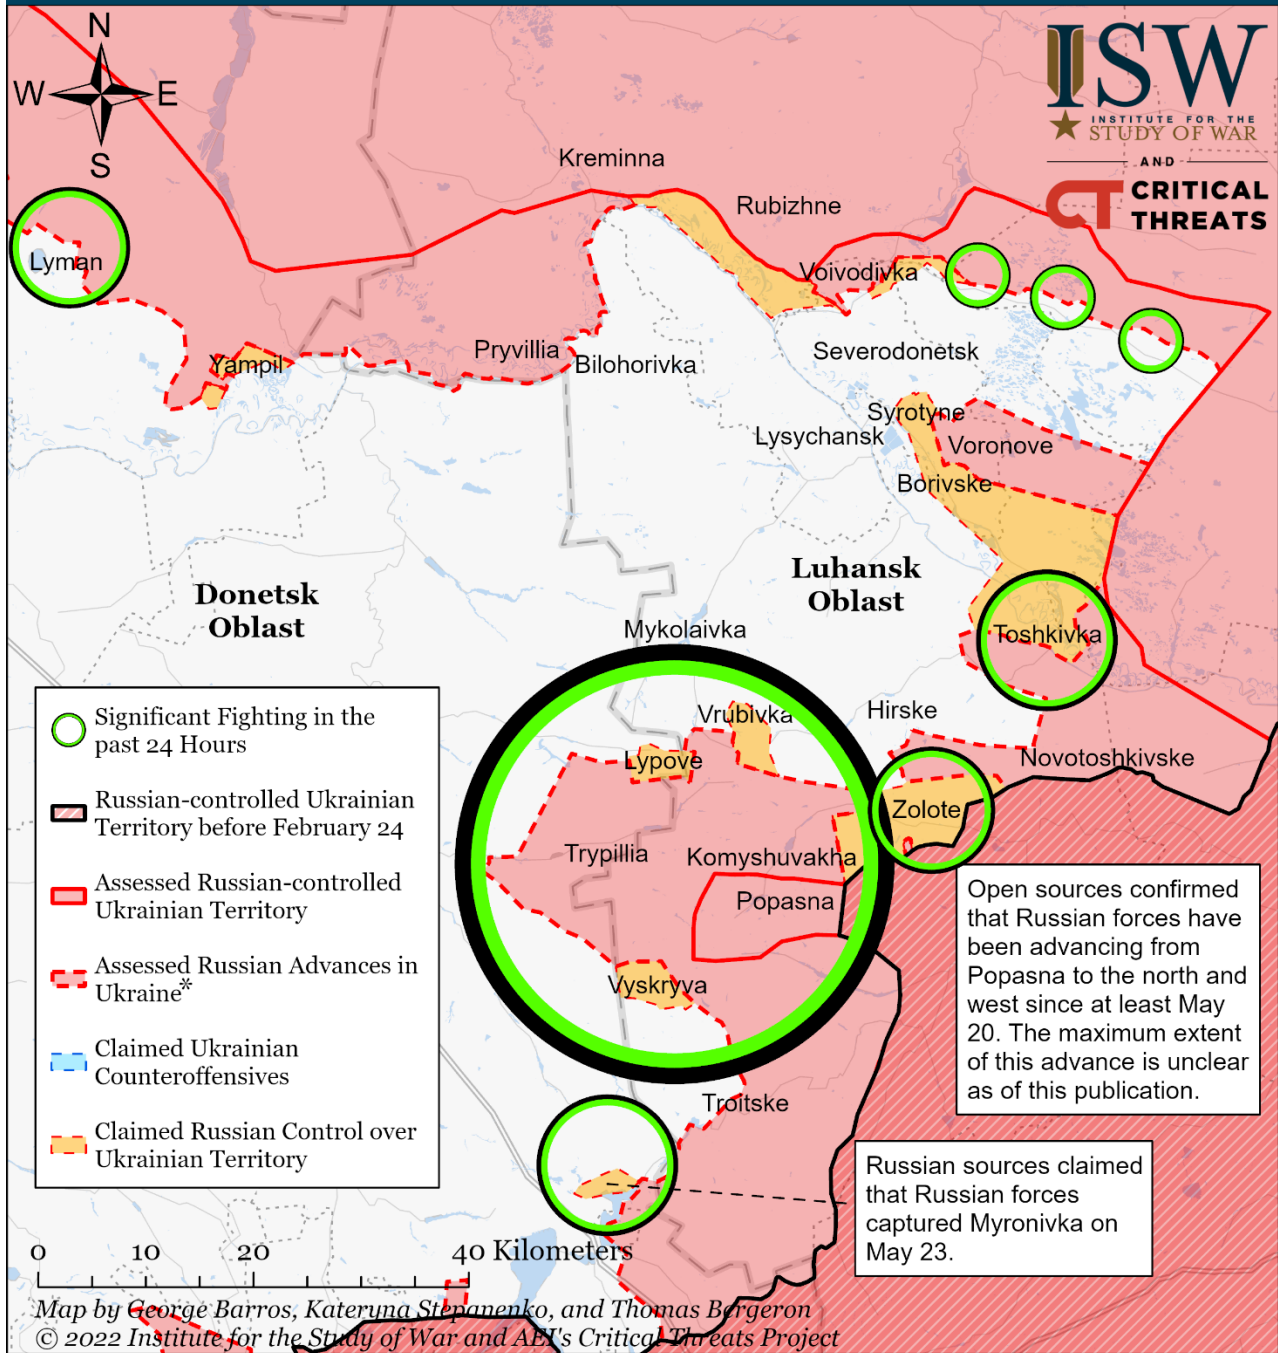 N
W E
S
ISW
INSTITUTE FOR THE
STUDY OF WAR
AND
CT CRITICAL
THREATS
Kreminna
Rubizhne
Lyman
Voivodivka
Yampil
Pryvillia
Bilohorivka
Severodonetsk
Syrotyne
Lysychansk
Voronove
Borivske
Donetsk
Oblast
Luhansk
Oblast
Mykolaivka
Toshkivka
Vrubivka
Hirske
Lypove
Novotoshkivske
Zolote
Trypillia
Komyshuvakha
Popasna
Vyskryva
Troitske
Significant Fighting in the
past 24 Hours
Russian-controlled Ukrainian
Territory before February 24
Assessed Russian-controlled
Ukrainian Territory
Assessed Russian Advances in
Ukraine*
Claimed Ukrainian
Counteroffensives
Claimed Russian Control over
Ukrainian Territory
Open sources confirmed
that Russian forces have
been advancing from
Popasna to the north and
west since at least May
20. The maximum extent
of this advance is unclear
as of this publication.
Russian sources claimed
that Russian forces
captured Myronivka on
May 23.
0 10 20 40 Kilometers
Map by George Barros, Kateryna Stepanenko, and Thomas Bergeron
© 2022 Institute for the Study of War and AEI's Critical Threats Project